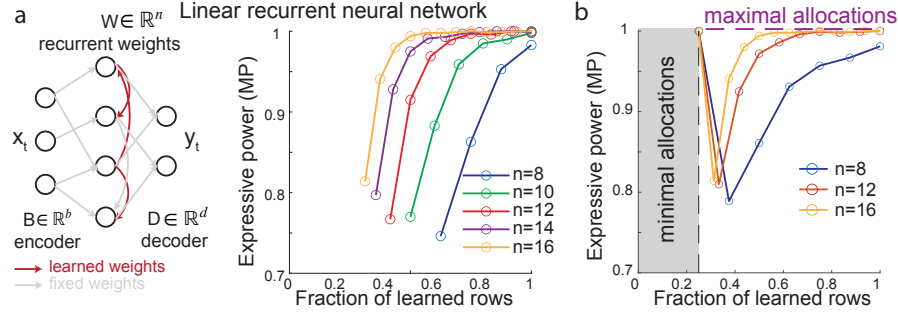 a
W∈ ℝⁿ
recurrent weights
xₜ
yₜ
B∈ ℝᵇ
encoder
D∈ ℝᵈ
decoder
learned weights
fixed weights
Linear recurrent neural network
Expressive power (MP)
1
0.9
0.8
0.7
0
0.2
0.4
0.6
0.8
1
Fraction of learned rows
n=8
n=10
n=12
n=14
n=16
b
maximal allocations
Expressive power (MP)
1
0.9
0.8
0.7
minimal allocations
0
0.2
0.4
0.6
0.8
1
Fraction of learned rows
n=8
n=12
n=16